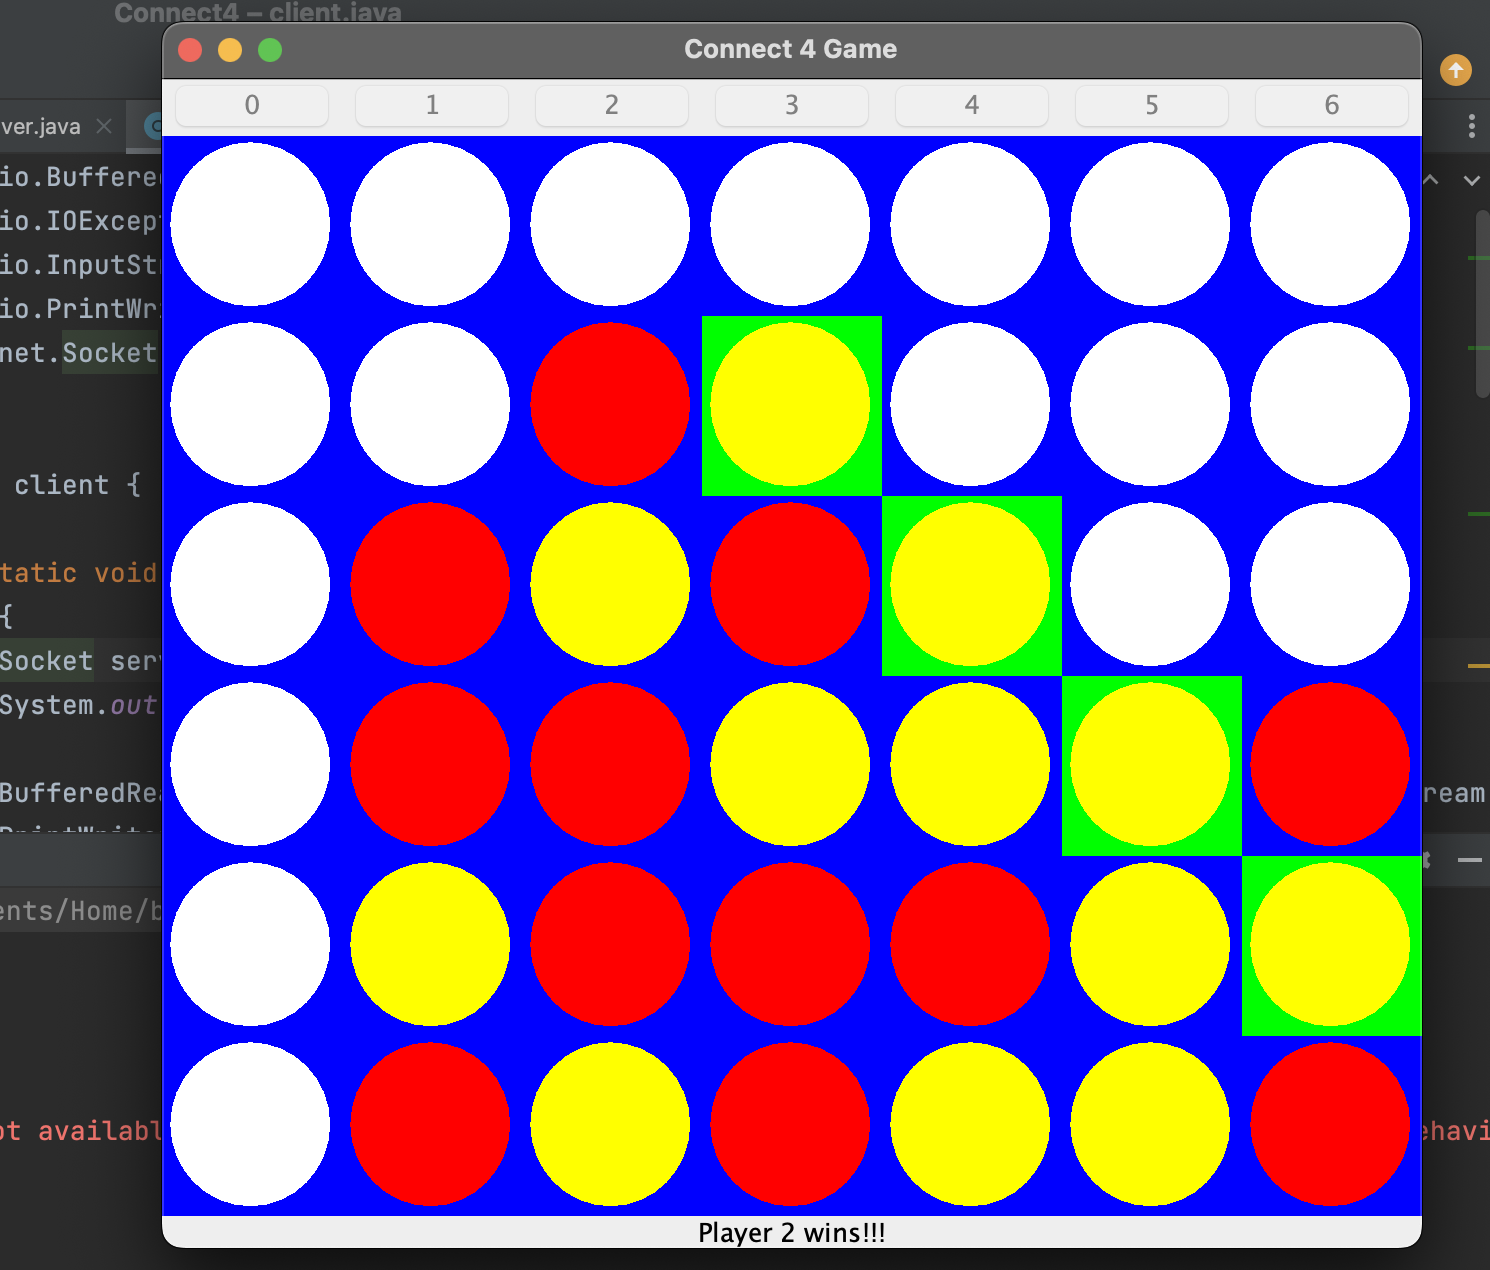 Connect4 – client.java
Connect 4 Game
0 1 2 3 4 5 6
ver.java
io.Buffere
io.IOExcep
io.InputSt
io.PrintWr
net.Socket
client {
tatic void
{
Socket ser
System.out
BufferedRe
ream
ents/Home/b
ot availabl
ehavi
Player 2 wins!!!